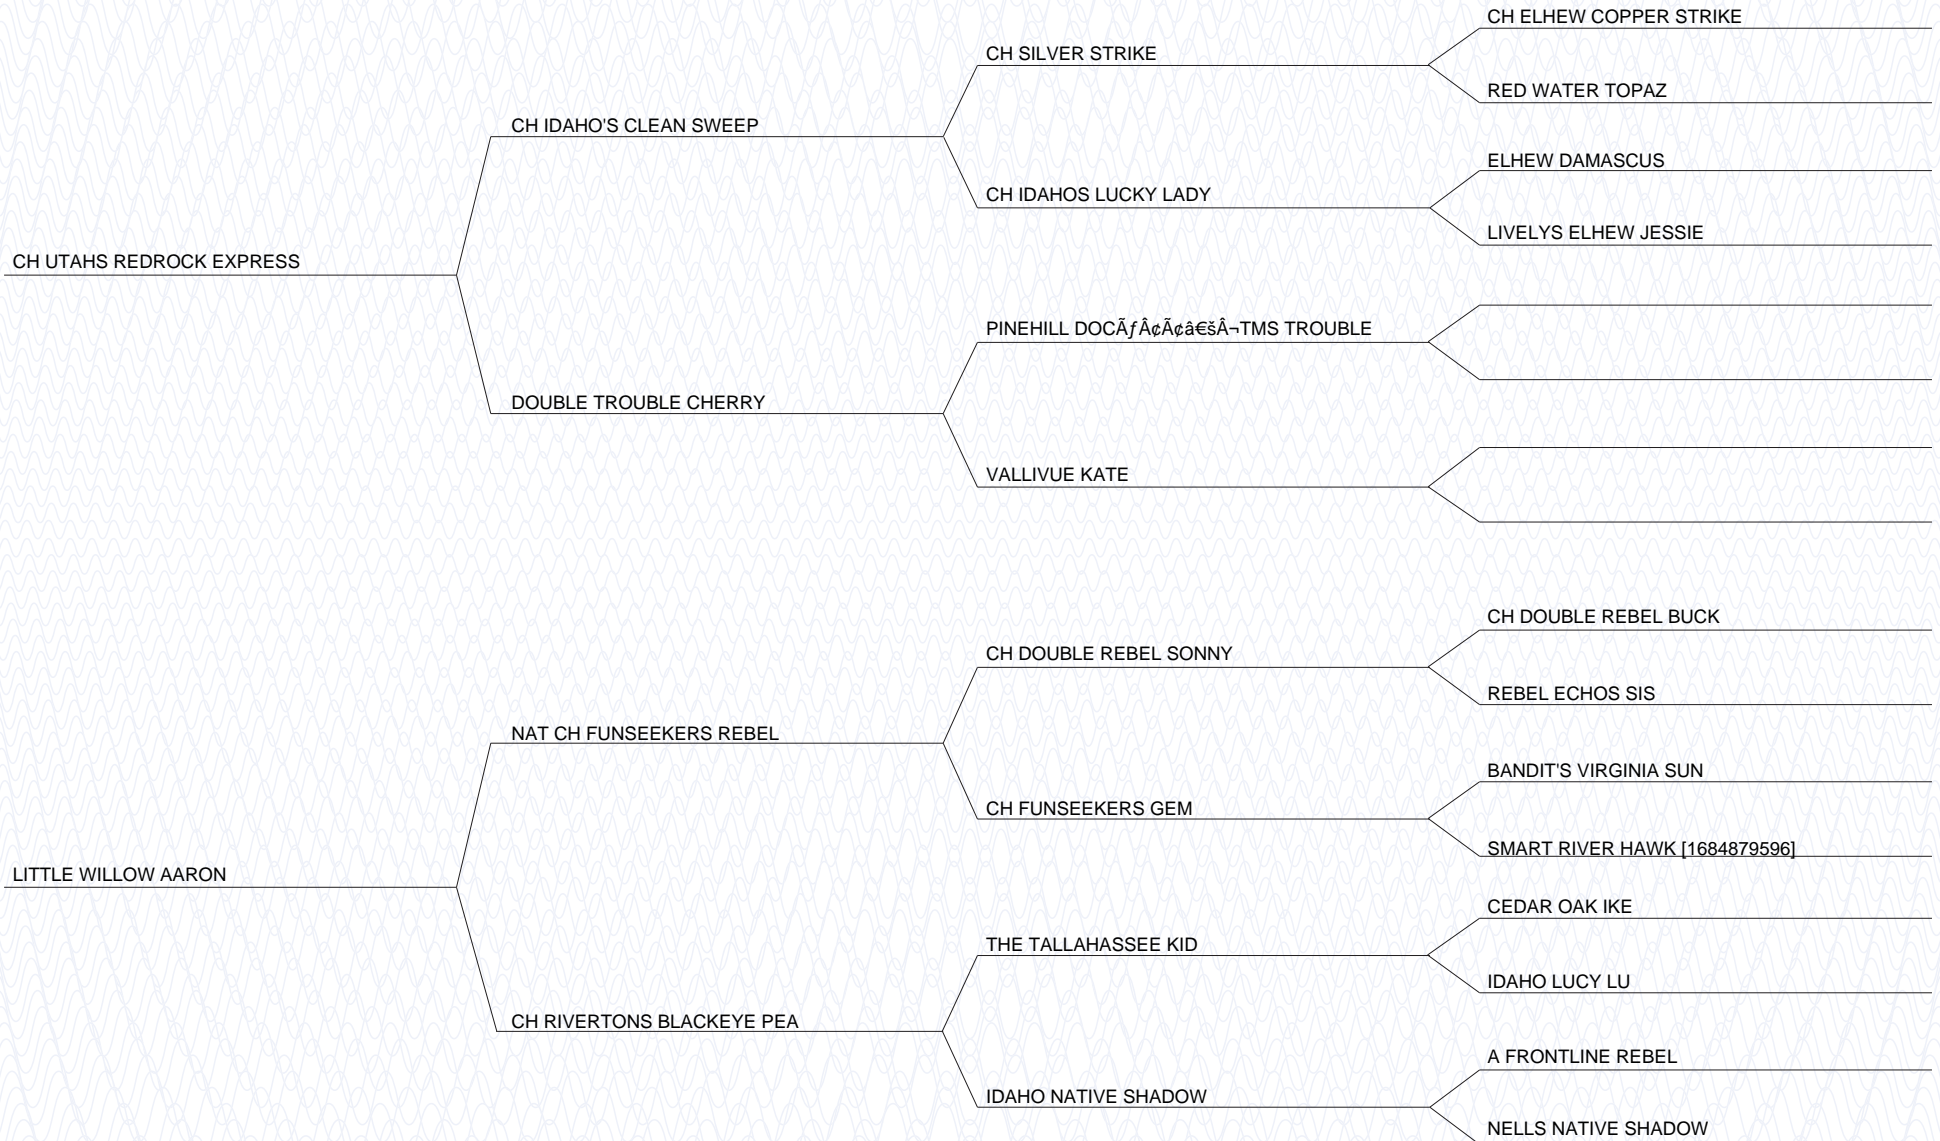 CH ELHEW COPPER STRIKE
CH SILVER STRIKE
RED WATER TOPAZ
CH IDAHO'S CLEAN SWEEP
ELHEW DAMASCUS
CH IDAHOS LUCKY LADY
LIVELYS ELHEW JESSIE
CH UTAHS REDROCK EXPRESS
PINEHILL DOCÃƒÂ¢Ã¢â€šÂ¬TMS TROUBLE
DOUBLE TROUBLE CHERRY
VALLIVUE KATE
CH DOUBLE REBEL BUCK
CH DOUBLE REBEL SONNY
REBEL ECHOS SIS
NAT CH FUNSEEKERS REBEL
BANDIT'S VIRGINIA SUN
CH FUNSEEKERS GEM
SMART RIVER HAWK [1684879596]
LITTLE WILLOW AARON
CEDAR OAK IKE
THE TALLAHASSEE KID
IDAHO LUCY LU
CH RIVERTONS BLACKEYE PEA
A FRONTLINE REBEL
IDAHO NATIVE SHADOW
NELLS NATIVE SHADOW